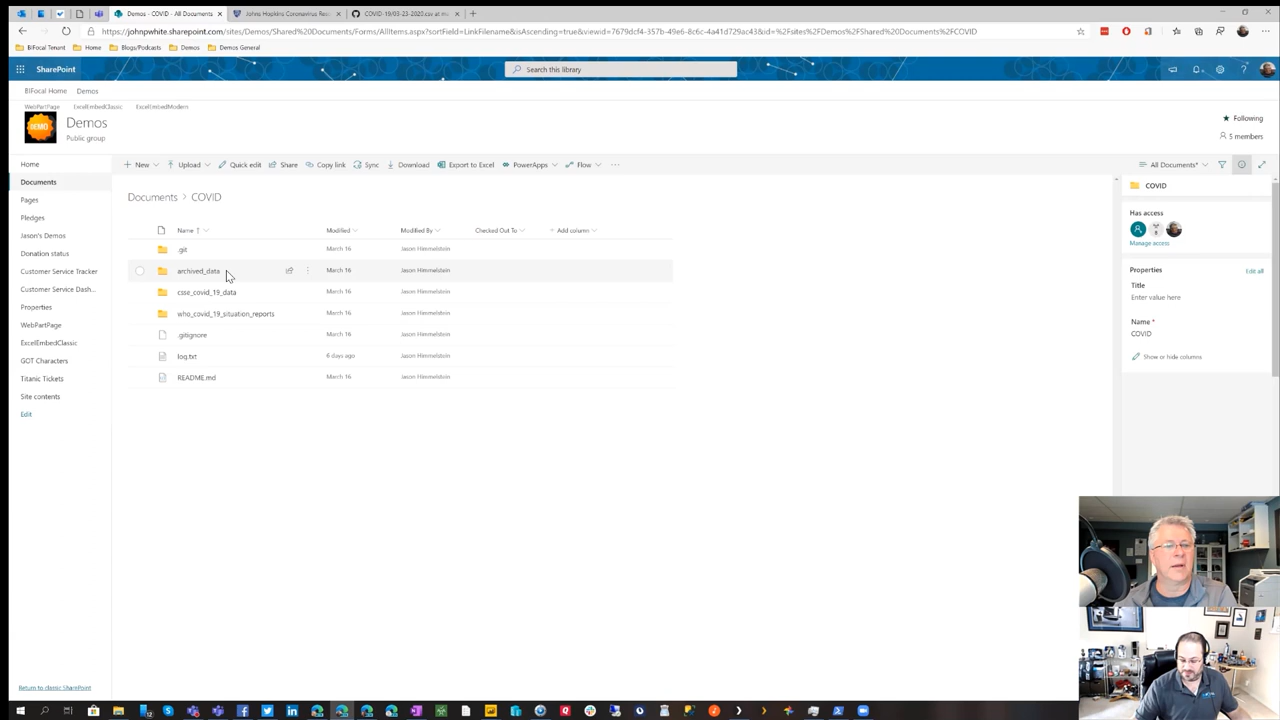 Demos - COVID - All Documents
Johns Hopkins Coronavirus Res
COVID-19/03-23-2020.csv at m
https://johnpwhite.sharepoint.com/sites/Demos/Shared%20Documents/Forms/AllItems.aspx?sortField=LinkFilename&isAscending=true&viewid=7679dcf4-357b-49e6-8c6c-4a41d729ac43&id=%2Fsites%2FDemos%2FShared%20Documents%2FCOVID
BIFocal Tenant
Home
Blogs/Podcasts
Demos
Demos General
SharePoint
Search this library
BIFocal Home
Demos
WebPartPage
ExcelEmbedClassic
ExcelEmbedModern
DEMO
Demos
Public group
Following
5 members
Home
Documents
Pages
Pledges
Jason's Demos
Donation status
Customer Service Tracker
Customer Service Dash...
Properties
WebPartPage
ExcelEmbedClassic
GOT Characters
Titanic Tickets
Site contents
Edit
Return to classic SharePoint
New
Upload
Quick edit
Share
Copy link
Sync
Download
Export to Excel
PowerApps
Flow
All Documents*
Documents > COVID
Name
Modified
Modified By
Checked Out To
+ Add column
.git March 16 Jason Himmelstein
archived_data March 16 Jason Himmelstein
csse_covid_19_data March 16 Jason Himmelstein
who_covid_19_situation_reports March 16 Jason Himmelstein
.gitignore March 16 Jason Himmelstein
log.txt 6 days ago Jason Himmelstein
README.md March 16 Jason Himmelstein
COVID
Has access
Manage access
Properties
Edit all
Title
Enter value here
Name *
COVID
Show or hide columns